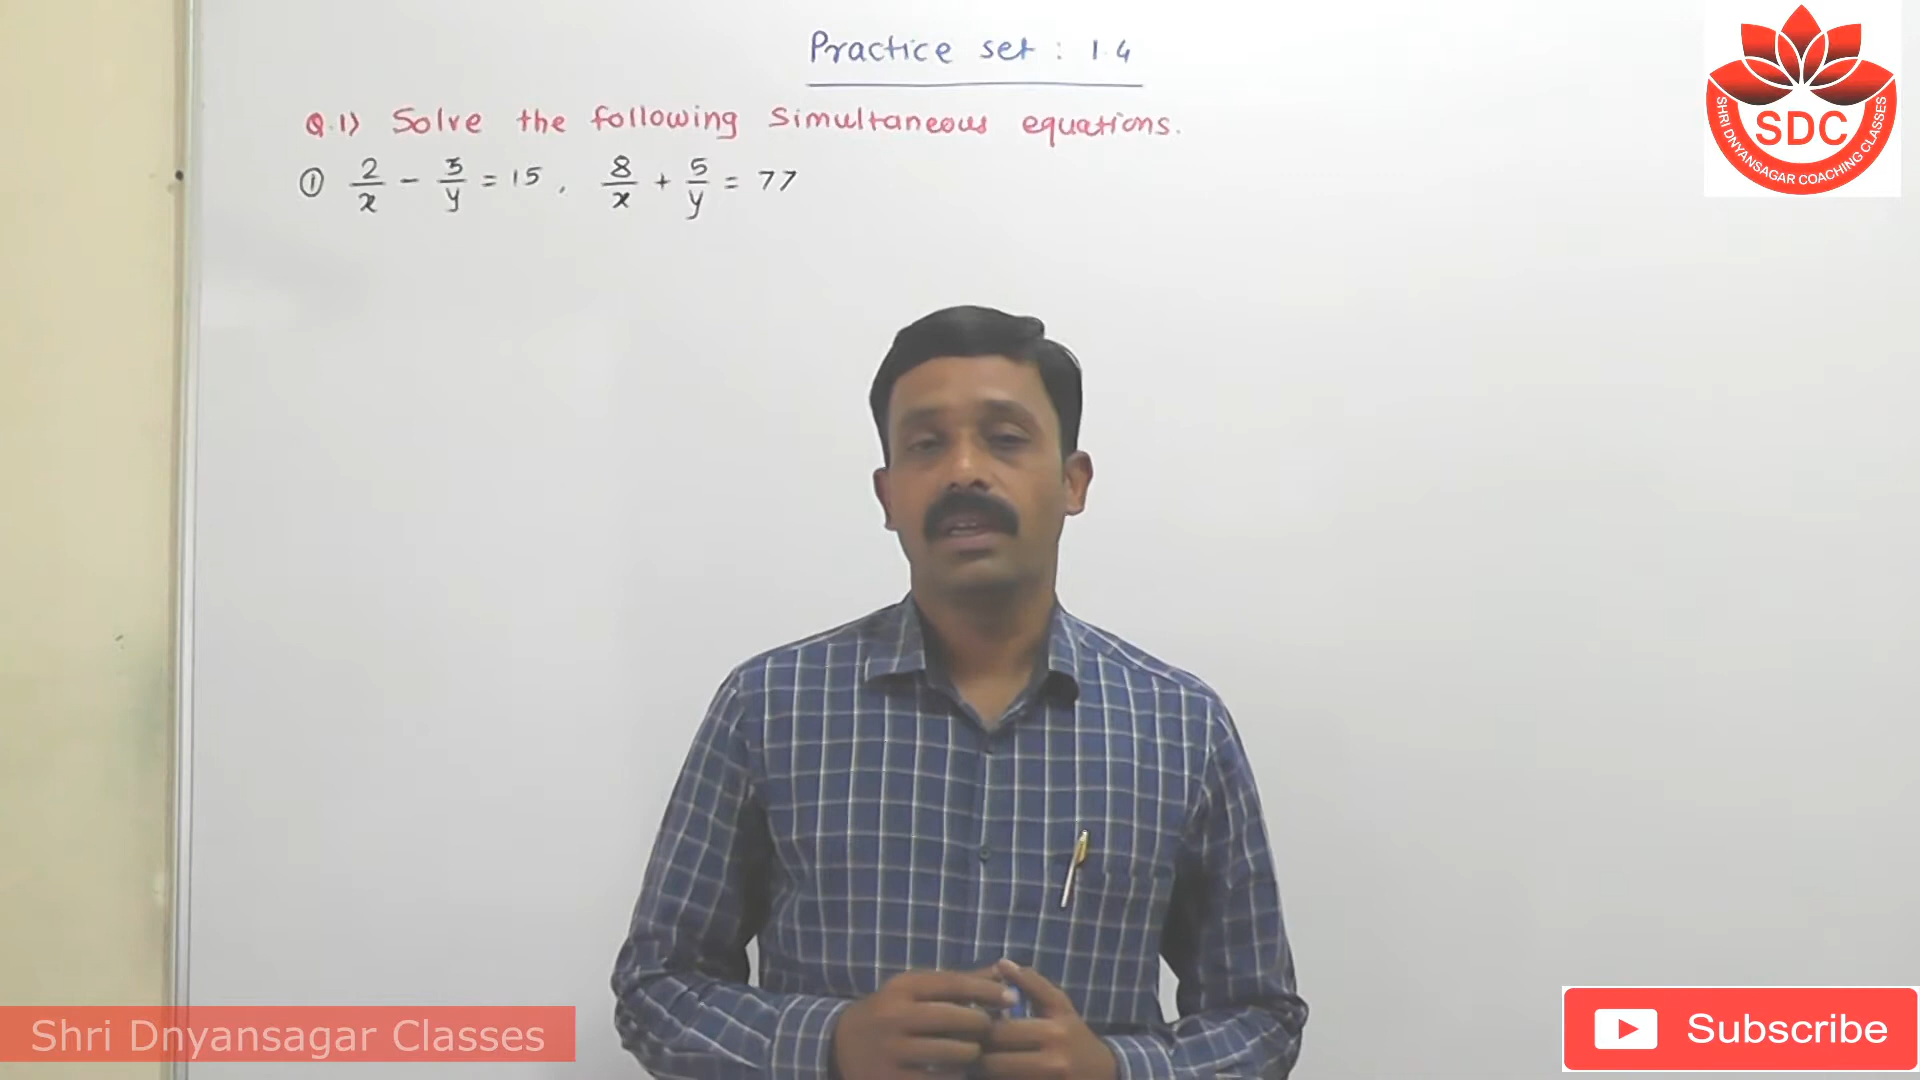 Practice set : 1.4
Q.1) Solve the following Simultaneous equations.
① 2/x - 3/y = 15, 8/x + 5/y = 77
SDC
SHRI DNYANSAGAR COACHING CLASSES
Shri Dnyansagar Classes
Subscribe